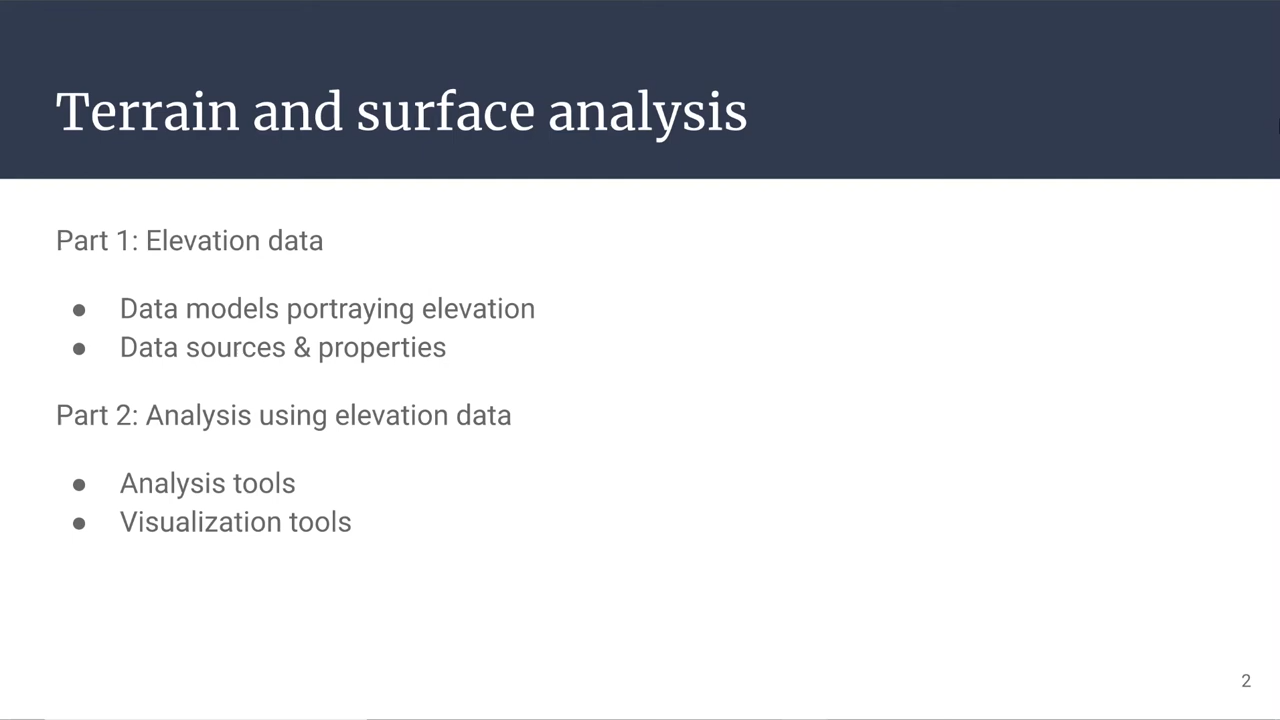 Terrain and surface analysis
Part 1: Elevation data
● Data models portraying elevation
● Data sources & properties
Part 2: Analysis using elevation data
● Analysis tools
● Visualization tools
2